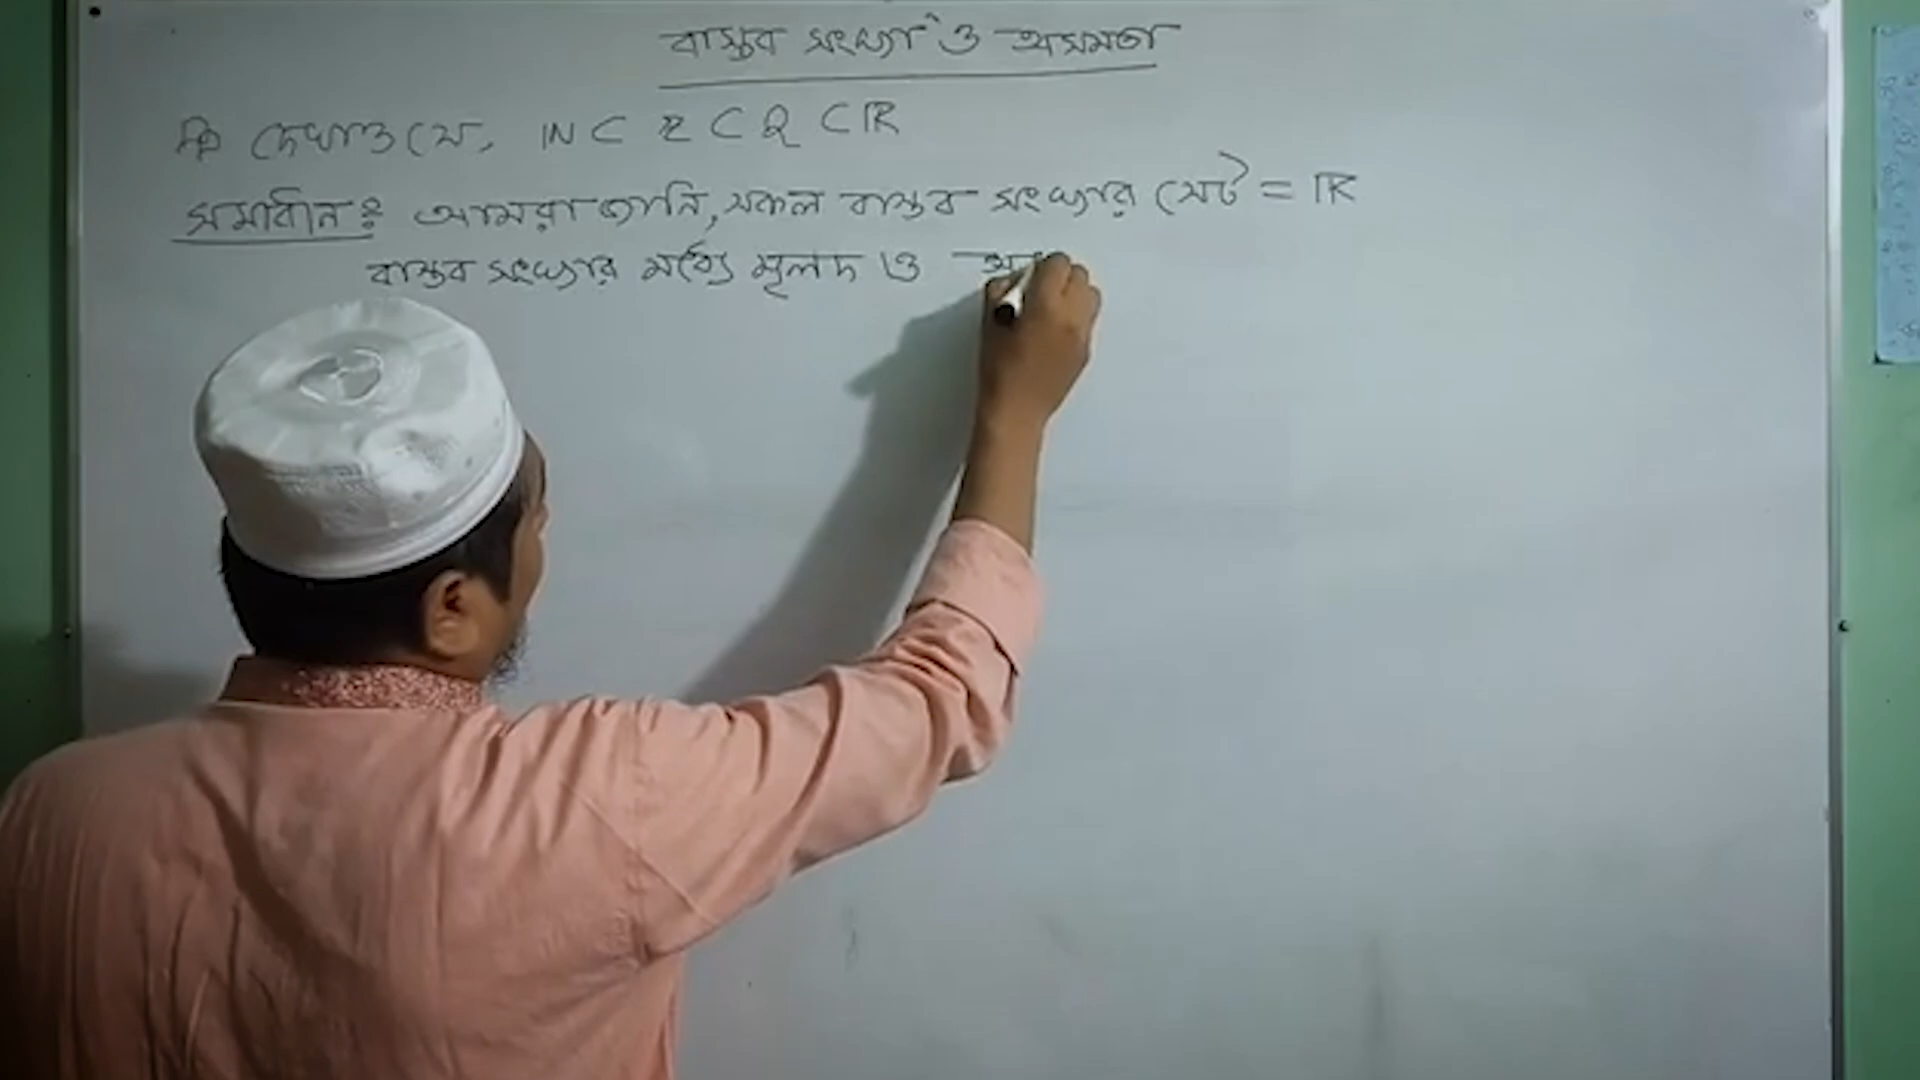 বাস্তব সংখ্যা ও অসমতা
দেখাও যে, ℕ ⊂ ℤ ⊂ ℚ ⊂ ℝ
সমাধান ঃ আমরা জানি, সকল বাস্তব সংখ্যার সেট = ℝ
বাস্তব সংখ্যার মধ্যে মূলদ ও